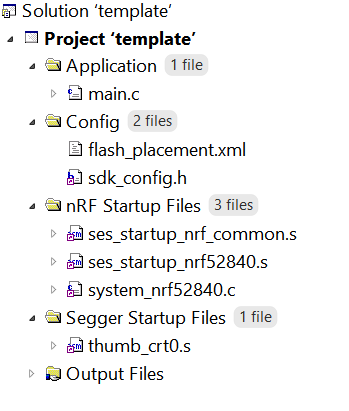 Solution ‘template’
Project ‘template’
Application 1 file
main.c
Config 2 files
flash_placement.xml
sdk_config.h
nRF Startup Files 3 files
ses_startup_nrf_common.s
ses_startup_nrf52840.s
system_nrf52840.c
Segger Startup Files 1 file
thumb_crt0.s
Output Files